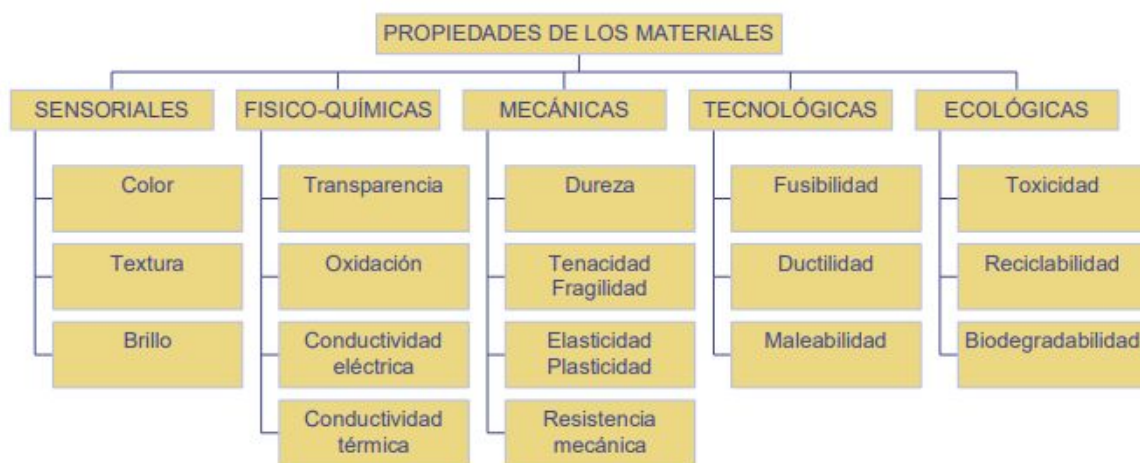 PROPIEDADES DE LOS MATERIALES
SENSORIALES
FISICO-QUÍMICAS
MECÁNICAS
TECNOLÓGICAS
ECOLÓGICAS
Color
Transparencia
Dureza
Fusibilidad
Toxicidad
Textura
Oxidación
Tenacidad
Fragilidad
Ductilidad
Reciclabilidad
Brillo
Conductividad
eléctrica
Elasticidad
Plasticidad
Maleabilidad
Biodegradabilidad
Conductividad
térmica
Resistencia
mecánica